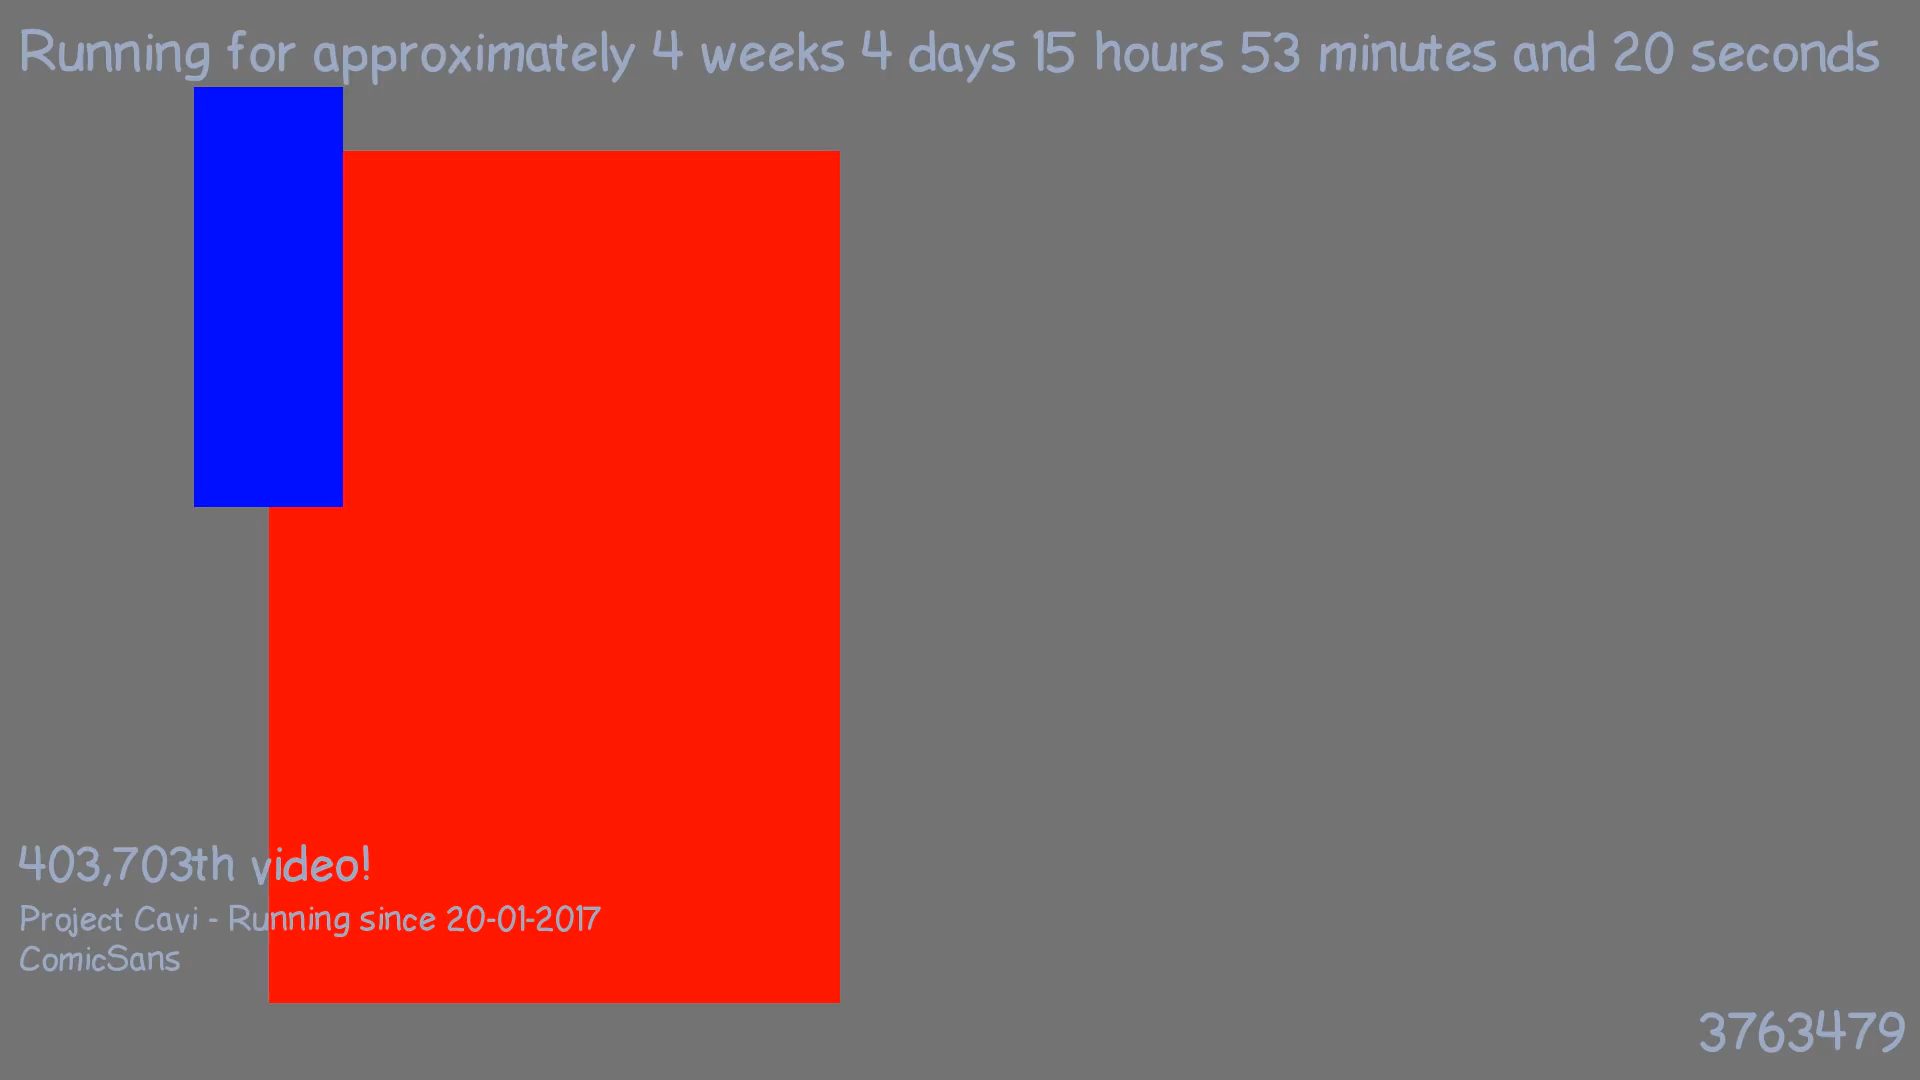 Running for approximately 4 weeks 4 days 15 hours 53 minutes and 20 seconds
403,703th video!
Project Cavi - Running since 20-01-2017
ComicSans
3763479